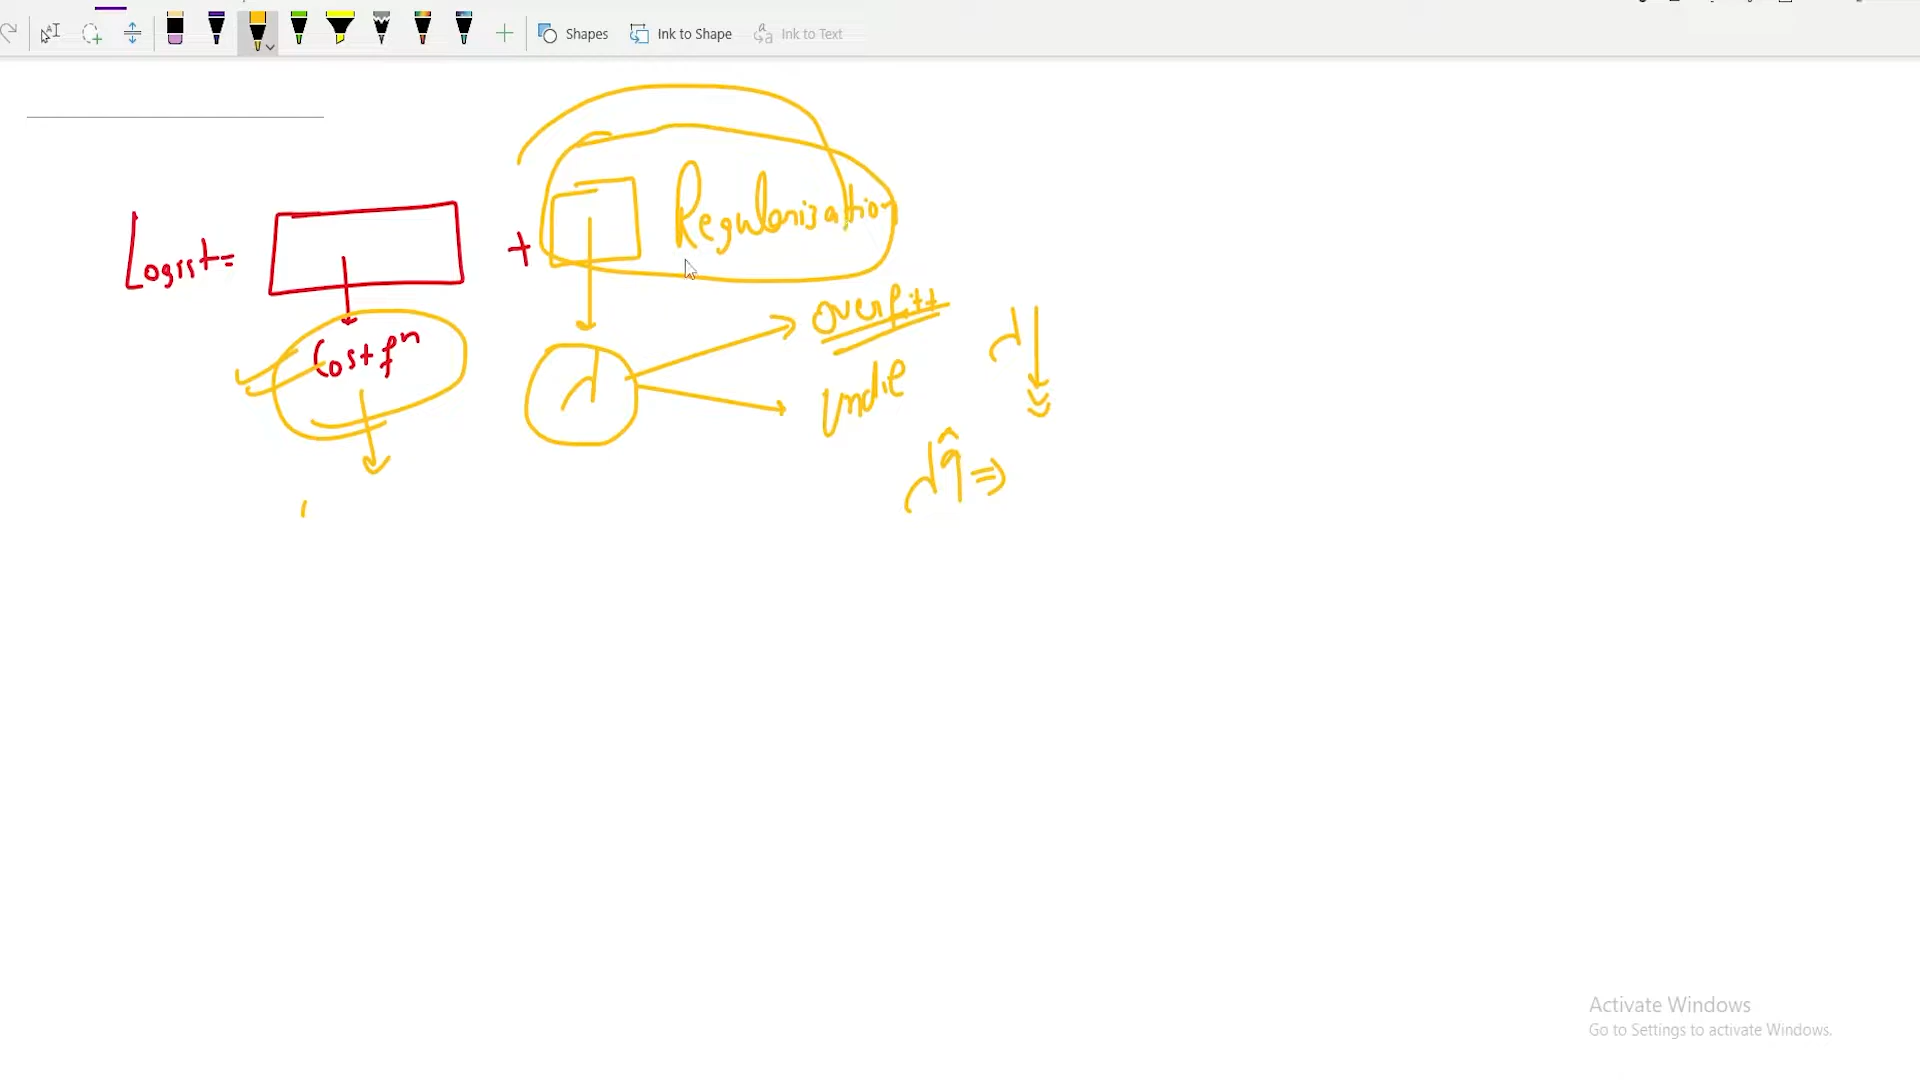 Shapes
Ink to Shape
Ink to Text
Regularization
Logist =
+
Cost fn
λ
overfitt
λ↓
λ↑ ⇒
Activate Windows
Go to Settings to activate Windows.